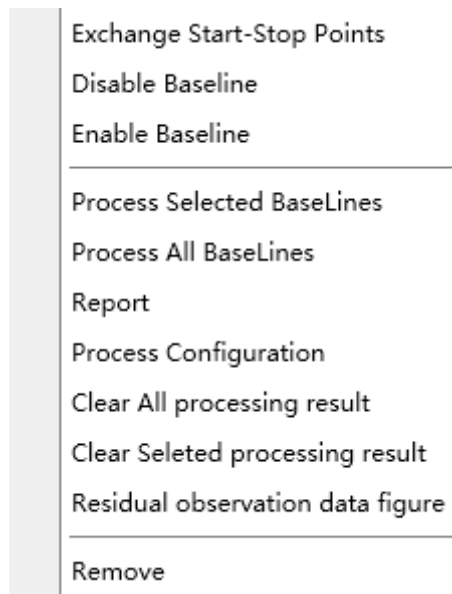 Exchange Start-Stop Points
Disable Baseline
Enable Baseline
Process Selected BaseLines
Process All BaseLines
Report
Process Configuration
Clear All processing result
Clear Seleted processing result
Residual observation data figure
Remove